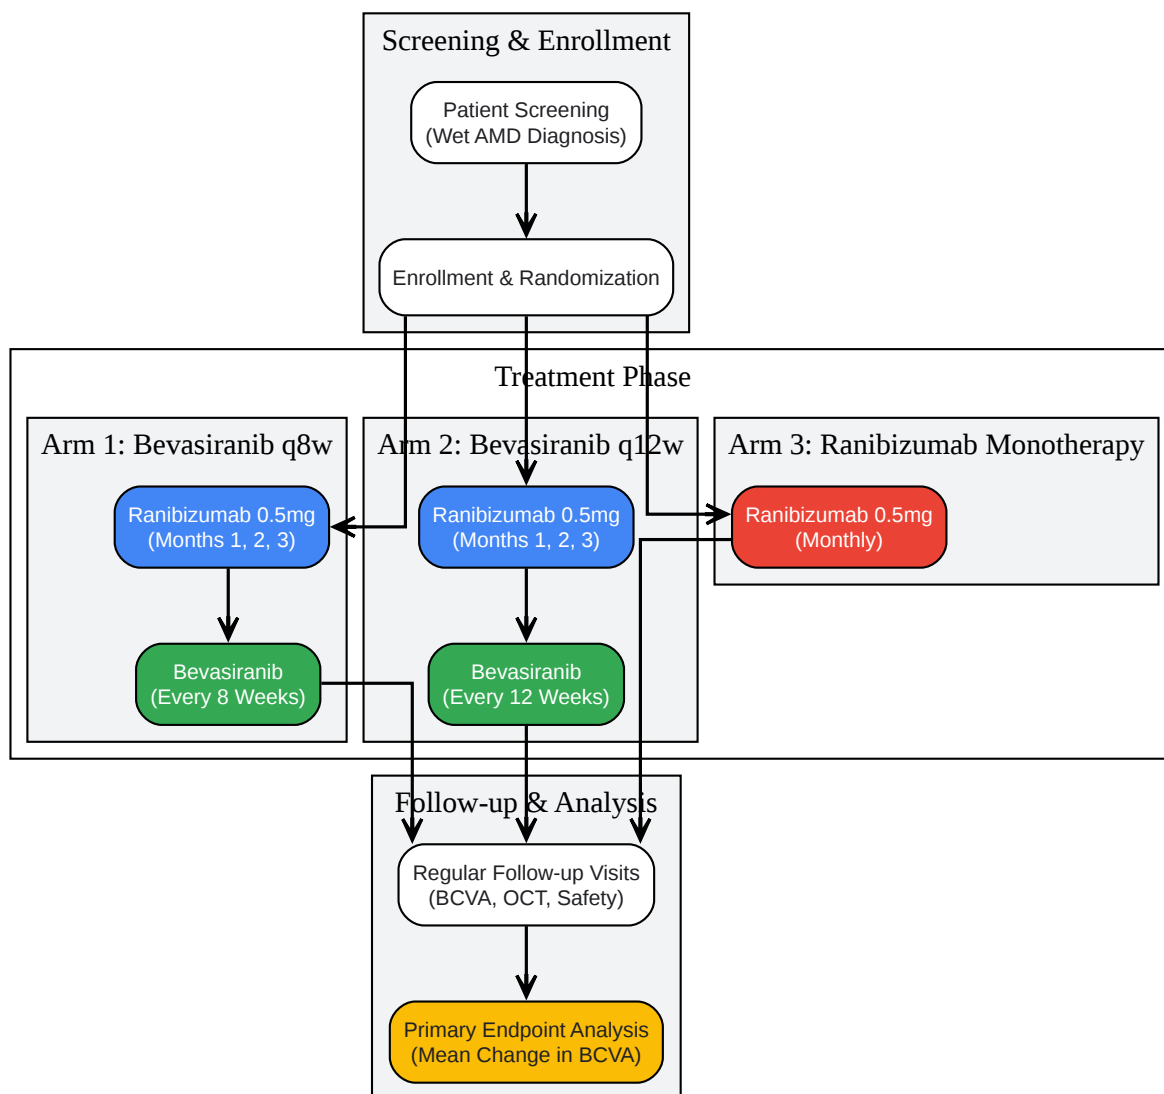 Screening & Enrollment
Patient Screening
(Wet AMD Diagnosis)
Enrollment & Randomization
Treatment Phase
Arm 1: Bevasiranib q8w
Ranibizumab 0.5mg
(Months 1, 2, 3)
Bevasiranib
(Every 8 Weeks)
Arm 2: Bevasiranib q12w
Ranibizumab 0.5mg
(Months 1, 2, 3)
Bevasiranib
(Every 12 Weeks)
Arm 3: Ranibizumab Monotherapy
Ranibizumab 0.5mg
(Monthly)
Follow-up & Analysis
Regular Follow-up Visits
(BCVA, OCT, Safety)
Primary Endpoint Analysis
(Mean Change in BCVA)